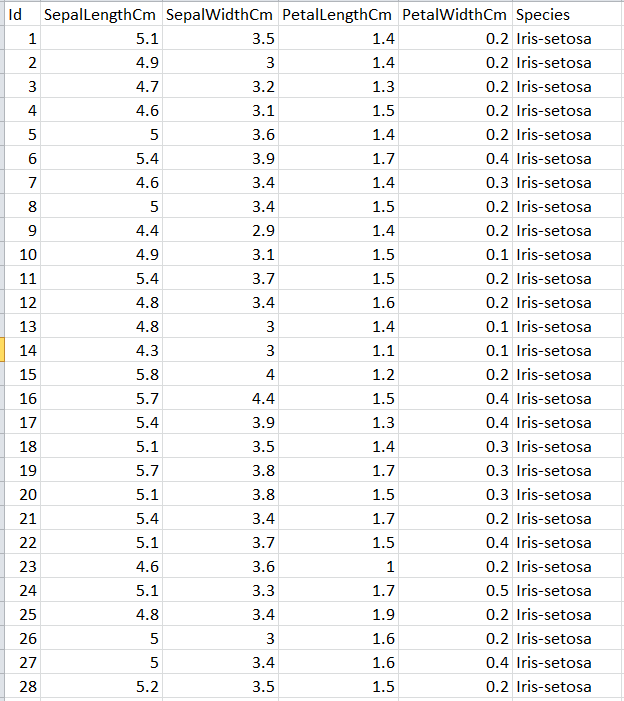 Id SepalLengthCm SepalWidthCm PetalLengthCm PetalWidthCm Species
1 5.1 3.5 1.4 0.2 Iris-setosa
2 4.9 3 1.4 0.2 Iris-setosa
3 4.7 3.2 1.3 0.2 Iris-setosa
4 4.6 3.1 1.5 0.2 Iris-setosa
5 5 3.6 1.4 0.2 Iris-setosa
6 5.4 3.9 1.7 0.4 Iris-setosa
7 4.6 3.4 1.4 0.3 Iris-setosa
8 5 3.4 1.5 0.2 Iris-setosa
9 4.4 2.9 1.4 0.2 Iris-setosa
10 4.9 3.1 1.5 0.1 Iris-setosa
11 5.4 3.7 1.5 0.2 Iris-setosa
12 4.8 3.4 1.6 0.2 Iris-setosa
13 4.8 3 1.4 0.1 Iris-setosa
14 4.3 3 1.1 0.1 Iris-setosa
15 5.8 4 1.2 0.2 Iris-setosa
16 5.7 4.4 1.5 0.4 Iris-setosa
17 5.4 3.9 1.3 0.4 Iris-setosa
18 5.1 3.5 1.4 0.3 Iris-setosa
19 5.7 3.8 1.7 0.3 Iris-setosa
20 5.1 3.8 1.5 0.3 Iris-setosa
21 5.4 3.4 1.7 0.2 Iris-setosa
22 5.1 3.7 1.5 0.4 Iris-setosa
23 4.6 3.6 1 0.2 Iris-setosa
24 5.1 3.3 1.7 0.5 Iris-setosa
25 4.8 3.4 1.9 0.2 Iris-setosa
26 5 3 1.6 0.2 Iris-setosa
27 5 3.4 1.6 0.4 Iris-setosa
28 5.2 3.5 1.5 0.2 Iris-setosa